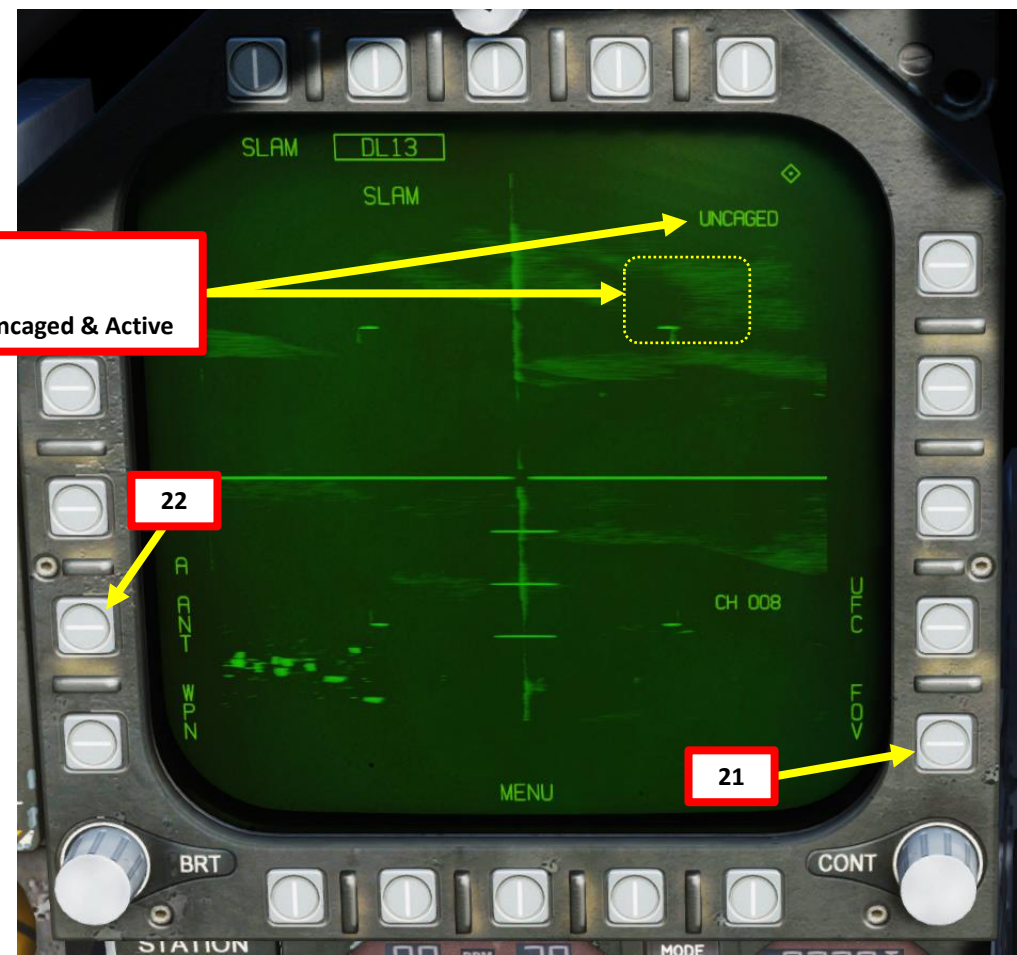 SLAM DL13
SLAM
UNCAGED
ncaged & Active
22
A
ANT
CH 008
UFC
WPN
FOV
21
MENU
BRT
CONT
STATION
MODE